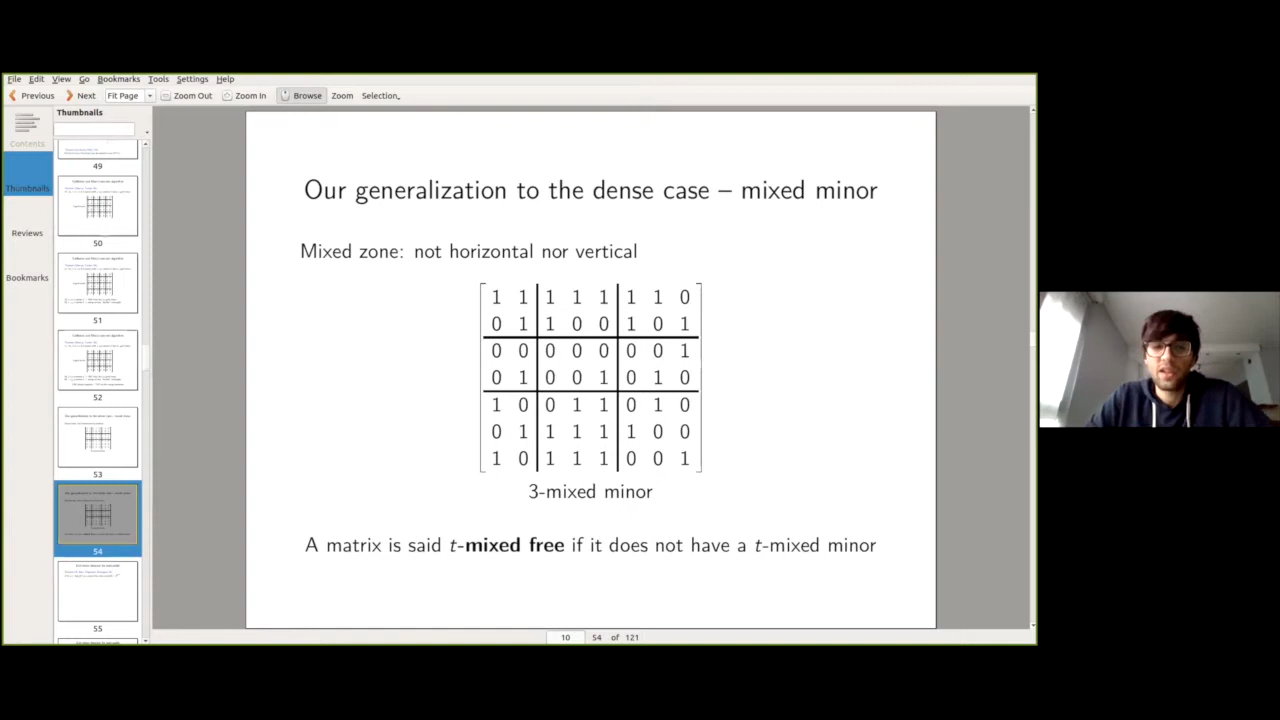 File Edit View Go Bookmarks Tools Settings Help
Previous Next Fit Page Zoom Out Zoom In Browse Zoom Selection
Thumbnails
Contents
Thumbnails
Reviews
Bookmarks
49
50
51
52
53
54
55
Our generalization to the dense case – mixed minor
Mixed zone: not horizontal nor vertical
1 1 1 1 1 1 1 0
0 1 1 0 0 1 0 1
0 0 0 0 0 0 0 1
0 1 0 0 1 0 1 0
1 0 0 1 1 0 1 0
0 1 1 1 1 1 0 0
1 0 1 1 1 0 0 1
3-mixed minor
A matrix is said t-mixed free if it does not have a t-mixed minor
10 54 of 121